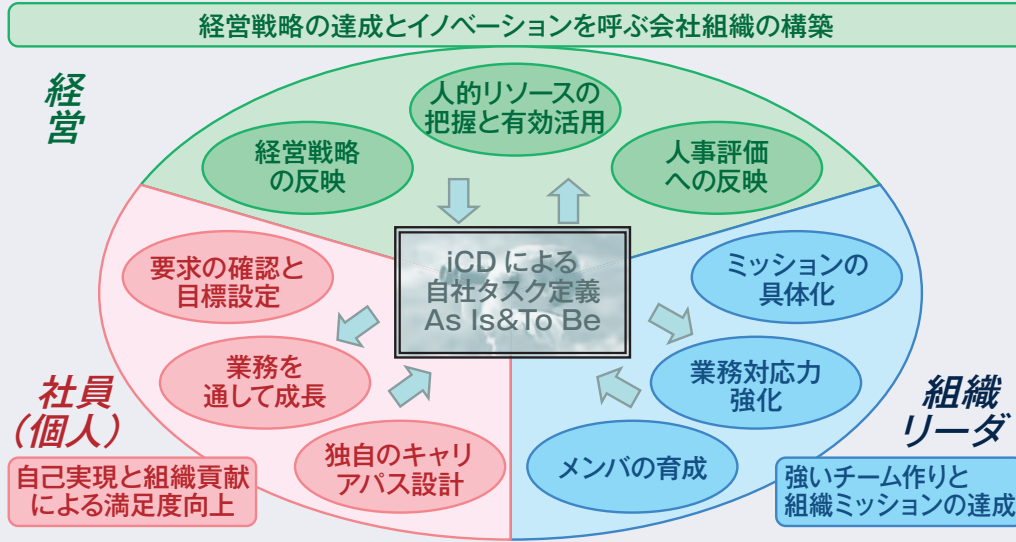 経営戦略の達成とイノベーションを呼ぶ会社組織の構築
経
営
人的リソースの
把握と有効活用
経営戦略
の反映
人事評価
への反映
iCD による
自社タスク定義
As Is&To Be
要求の確認と
目標設定
業務を
通して成長
独自のキャリ
アパス設計
社員
（個人）
自己実現と組織貢献
による満足度向上
ミッションの
具体化
業務対応力
強化
メンバの育成
組織
リーダ
強いチーム作りと
組織ミッションの達成